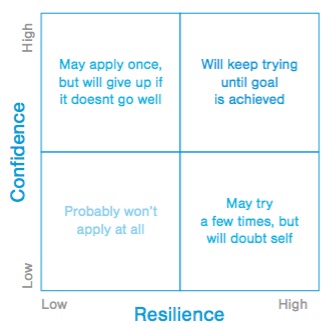 High
May apply once,
but will give up if
it doesnt go well
Will keep trying
until goal
is achieved
Confidence
Probably won't
apply at all
May try
a few times, but
will doubt self
Low
Low
High
Resilience